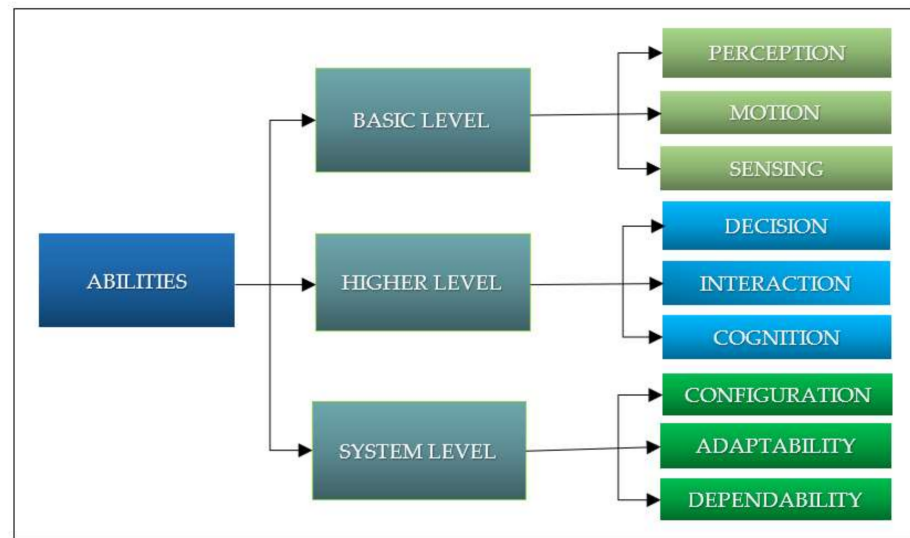 ABILITIES
BASIC LEVEL
PERCEPTION
MOTION
SENSING
HIGHER LEVEL
DECISION
INTERACTION
COGNITION
SYSTEM LEVEL
CONFIGURATION
ADAPTABILITY
DEPENDABILITY